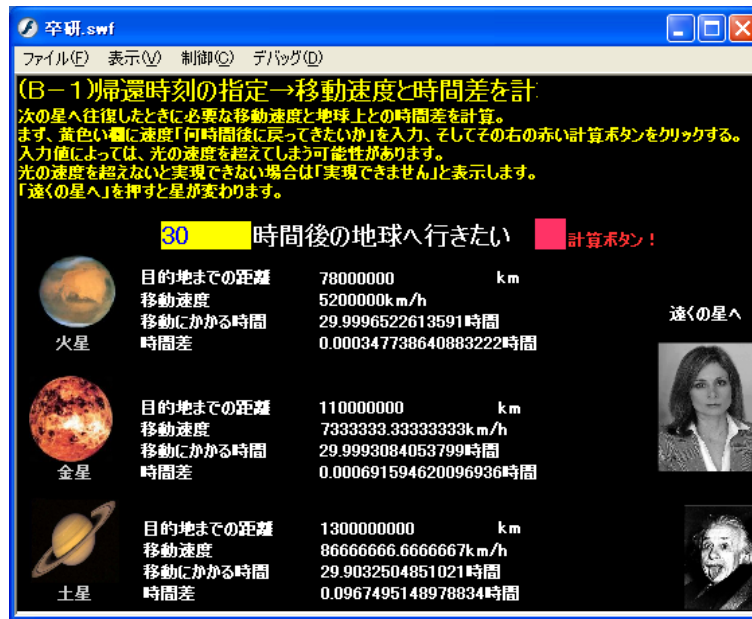 卒研.swf
ファイル(F) 表示(V) 制御(C) デバッグ(D)
(B－1)帰還時刻の指定→移動速度と時間差を計
次の星へ往復したときに必要な移動速度と地球上との時間差を計算。
まず、黄色い欄に速度「何時間後に戻ってきたいか」を入力、そしてその右の赤い計算ボタンをクリックする。
入力値によっては、光の速度を超えてしまう可能性があります。
光の速度を超えないと実現できない場合は「実現できません」と表示します。
「遠くの星へ」を押すと星が変わります。
30 時間後の地球へ行きたい 計算ボタン！
目的地までの距離 78000000 km
移動速度 5200000km/h
移動にかかる時間 29.9996522613591時間
時間差 0.000347738640883222時間
火星
遠くの星へ
目的地までの距離 110000000 km
移動速度 7333333.33333333km/h
移動にかかる時間 29.9993084053799時間
時間差 0.000691594620096936時間
金星
目的地までの距離 1300000000 km
移動速度 86666666.6666667km/h
移動にかかる時間 29.9032504851021時間
時間差 0.0967495148978834時間
土星